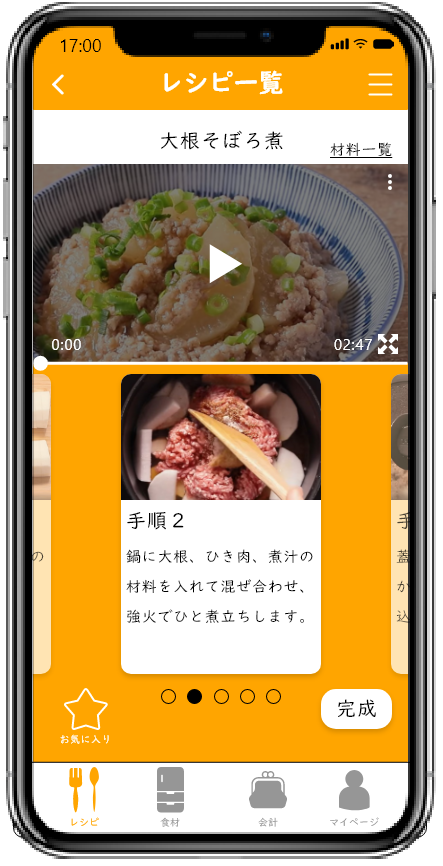 17:00
レシピ一覧
大根そぼろ煮
材料一覧
0:00
02:47
の
手順２
鍋に大根、ひき肉、煮汁の
材料を入れて混ぜ合わせ、
強火でひと煮立ちします。
手
蓋
か
込
お気に入り
完成
レシピ
食材
会計
マイページ